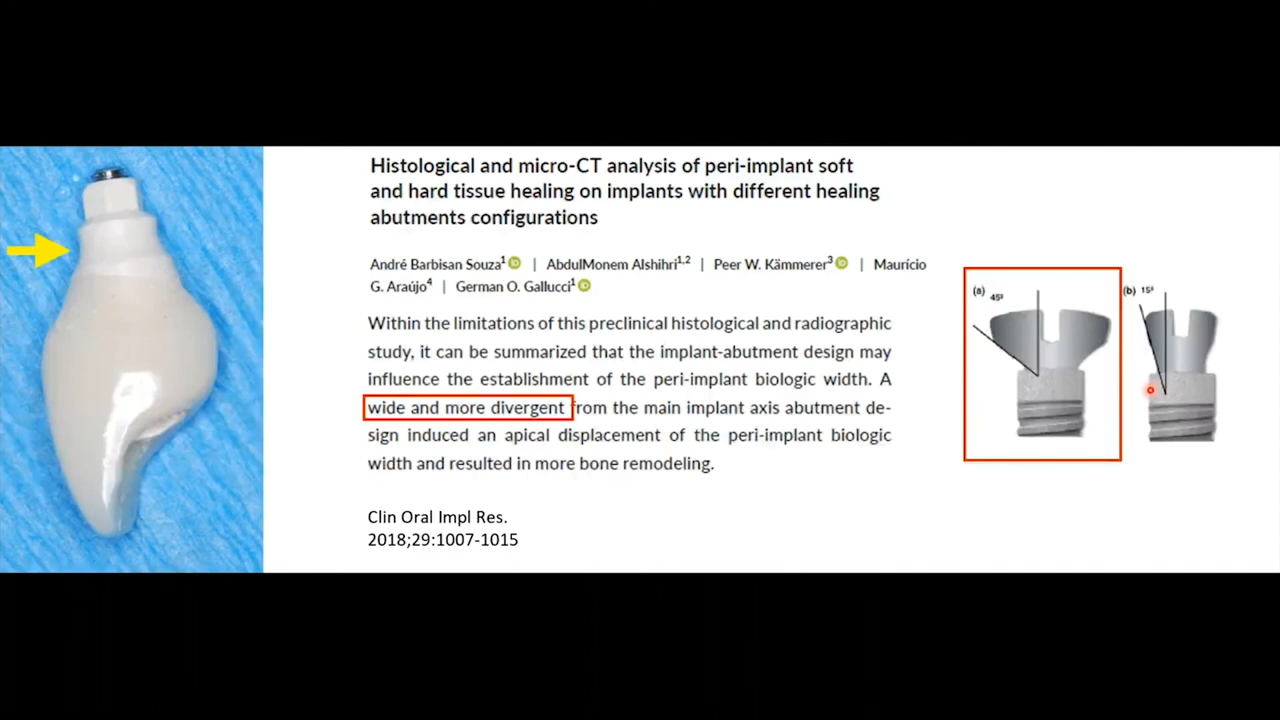 Histological and micro-CT analysis of peri-implant soft
and hard tissue healing on implants with different healing
abutments configurations
André Barbisan Souza1 | AbdulMonem Alshihri1,2 | Peer W. Kämmerer3 | Maurício
G. Araújo4 | German O. Gallucci1
Within the limitations of this preclinical histological and radiographic
study, it can be summarized that the implant-abutment design may
influence the establishment of the peri-implant biologic width. A
wide and more divergent from the main implant axis abutment de-
sign induced an apical displacement of the peri-implant biologic
width and resulted in more bone remodeling.
Clin Oral Impl Res.
2018;29:1007-1015
(a) 45º
(b) 15º